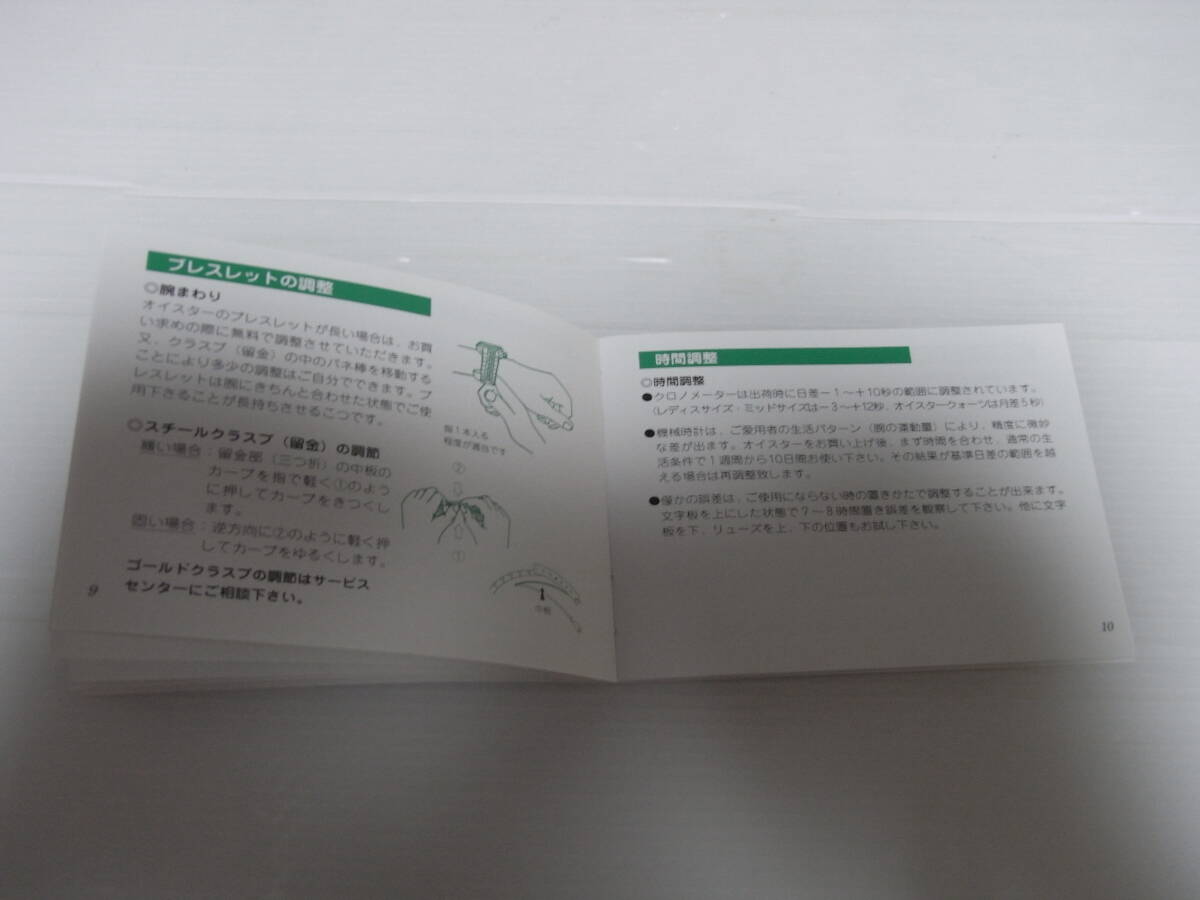 ブレスレットの調整
◎腕まわり
オイスターのブレスレットが長い場合は、お買
い求めの際に無料で調整させていただきます。
又、クラスプ（留金）の中のバネ棒を移動する
ことにより多少の調整はご自分でできます。ブ
レスレットは腕にきちんと合わせた状態でご使
用下さることが長持ちさせるこつです。
指1本入る
程度が適当です
◎スチールクラスプ（留金）の調節
緩い場合：留金部（三つ折）の中板の
カーブを指で軽く①のよう
に押してカーブをきつくし
ます。
固い場合：逆方向に②のように軽く押
してカーブをゆるくします。
ゴールドクラスプの調節はサービス
センターにご相談下さい。
②
①
中板
9
時間調整
◎時間調整
●クロノメーターは出荷時に日差－1～＋10秒の範囲に調整されています。
（レディスサイズ・ミッドサイズは－3～＋12秒、オイスタークォーツは月差5秒）
●機械時計は、ご愛用者の生活パターン（腕の運動量）により、精度に微妙
な差が出ます。オイスターをお買い上げ後、まず時間を合わせ、通常の生
活条件で1週間から10日間お使い下さい。その結果が基準日差の範囲を越
える場合は再調整致します。
●僅かの誤差は、ご使用にならない時の置きかたで調整することが出来ます。
文字板を上にした状態で7～8時間置き誤差を観察して下さい。他に文字
板を下、リューズを上、下の位置もお試し下さい。
10